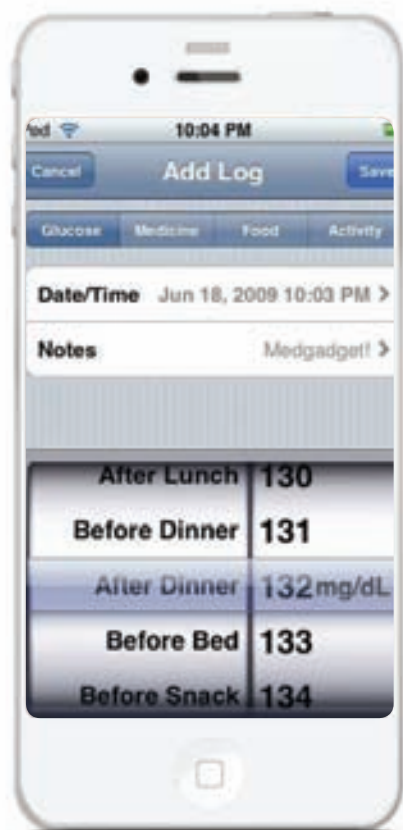 10:04 PM
Cancel Add Log Save
Glucose Medicine Food Activity
Date/Time Jun 18, 2009 10:03 PM >
Notes Medgadget! >
After Lunch 130
Before Dinner 131
After Dinner 132 mg/dL
Before Bed 133
Before Snack 134